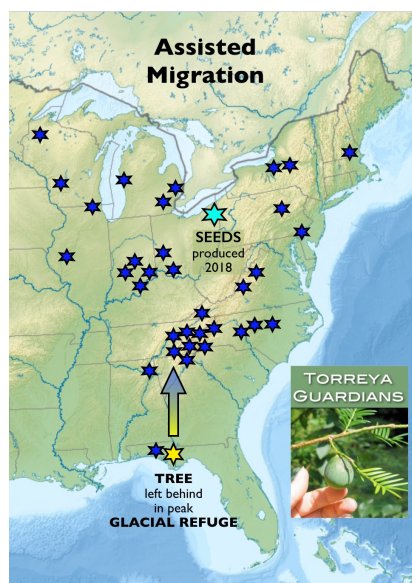 Assisted
Migration
SEEDS
produced
2018
TORREYA
GUARDIANS
TREE
left behind
in peak
GLACIAL REFUGE